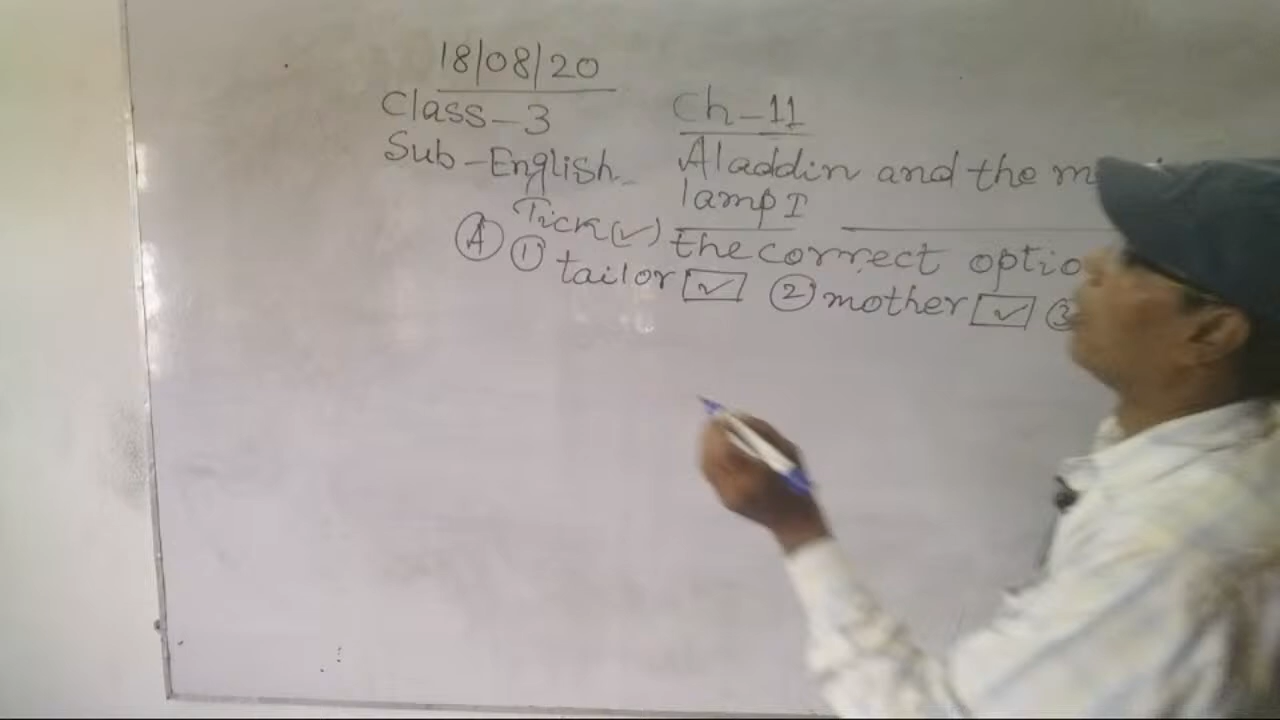 18/08/20
Class-3
Sub-English
Ch-11
Aladdin and the
lamp I
Tick(✓) the correct
Ⓐ ① tailor ☑ ② mother ☑ ③